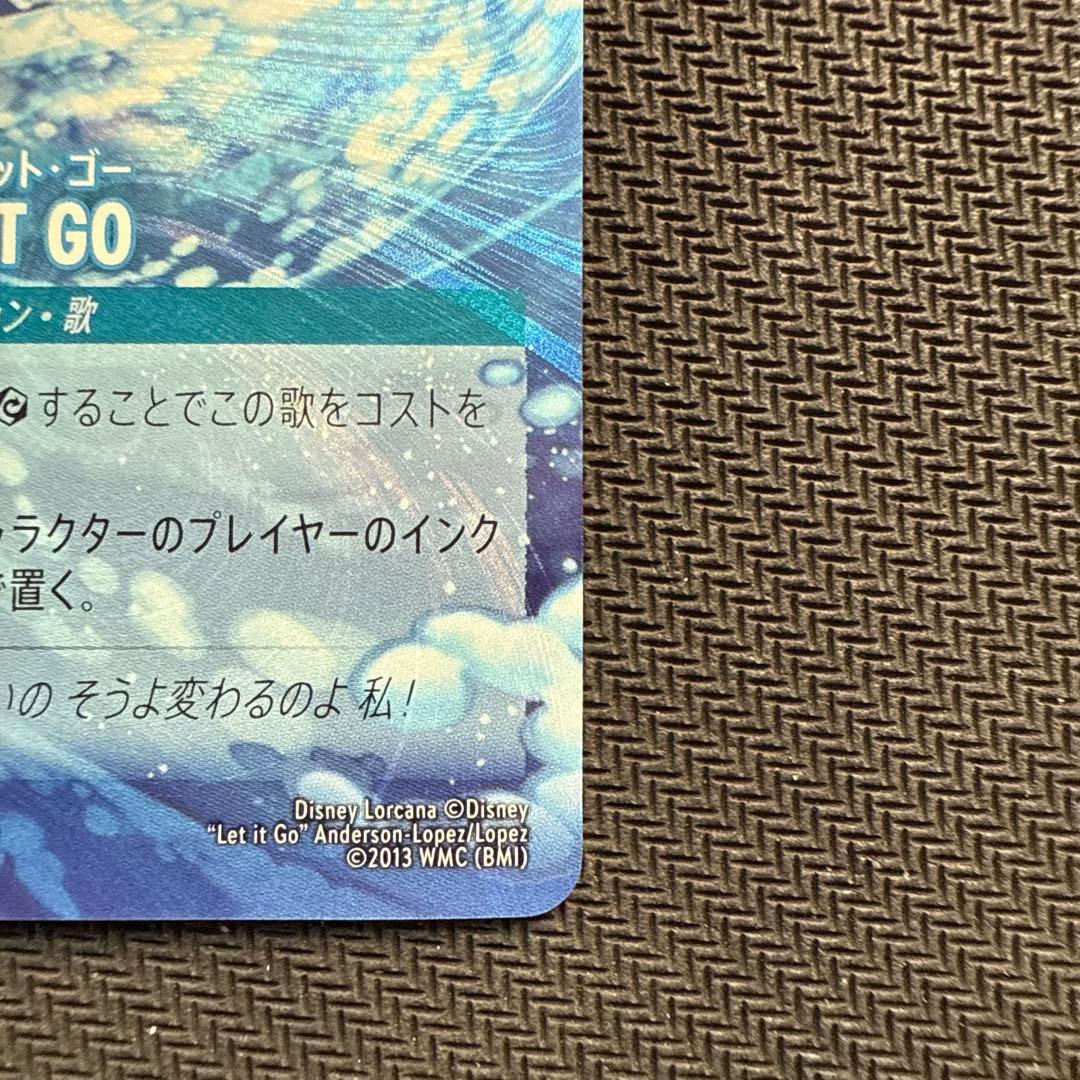 ット・ゴー
T GO
ン・歌
することでこの歌をコストを
ャラクターのプレイヤーのインク
で置く。
いの そうよ変わるのよ 私!
Disney Lorcana ©Disney
“Let it Go” Anderson-Lopez/Lopez
©2013 WMC (BMI)